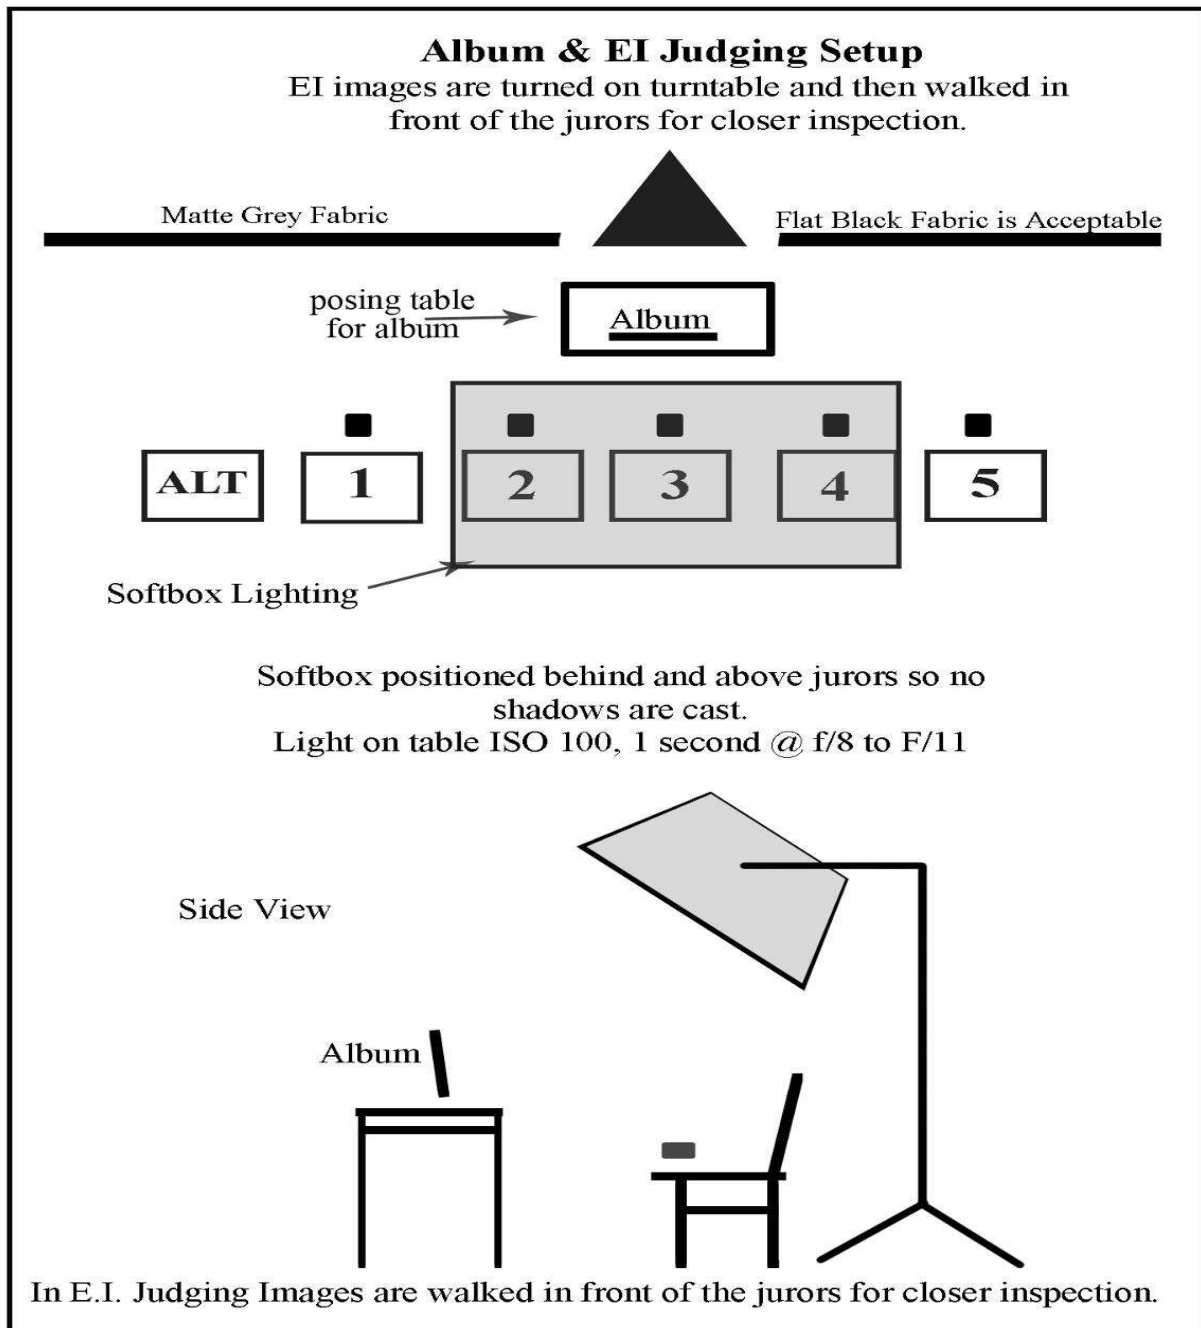 Album & EI Judging Setup
EI images are turned on turntable and then walked in
front of the jurors for closer inspection.
Matte Grey Fabric
Flat Black Fabric is Acceptable
posing table
for album
Album
ALT
1
2
3
4
5
Softbox Lighting
Softbox positioned behind and above jurors so no
shadows are cast.
Light on table ISO 100, 1 second @ f/8 to F/11
Side View
Album
In E.I. Judging Images are walked in front of the jurors for closer inspection.